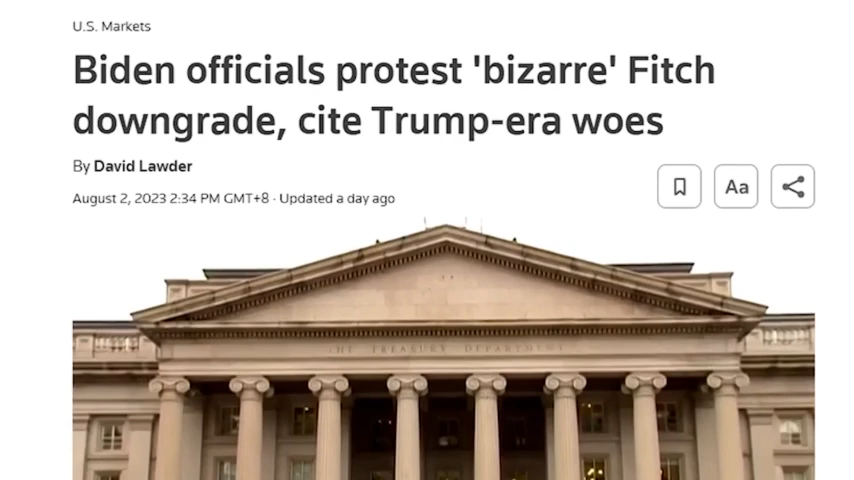 U.S. Markets
Biden officials protest 'bizarre' Fitch
downgrade, cite Trump-era woes
By David Lawder
August 2, 2023 2:34 PM GMT+8 · Updated a day ago
Aa
THE TREASURY DEPARTMENT